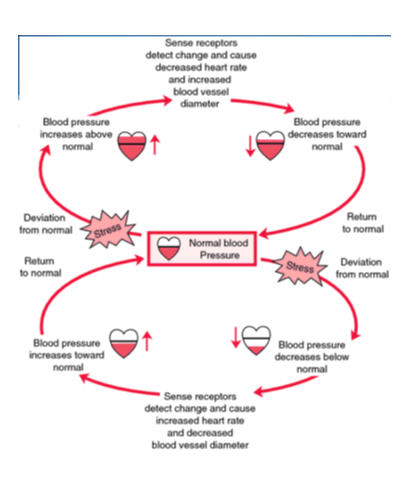 Sense receptors
detect change and cause
decreased heart rate
and increased
blood vessel
diameter
Blood pressure
increases above
normal
Blood pressure
decreases toward
normal
Deviation
from normal
Stress
Return
to normal
Normal blood
Pressure
Return
to normal
Stress
Deviation
from normal
Blood pressure
increases toward
normal
Blood pressure
decreases below
normal
Sense receptors
detect change and cause
increased heart rate
and decreased
blood vessel diameter